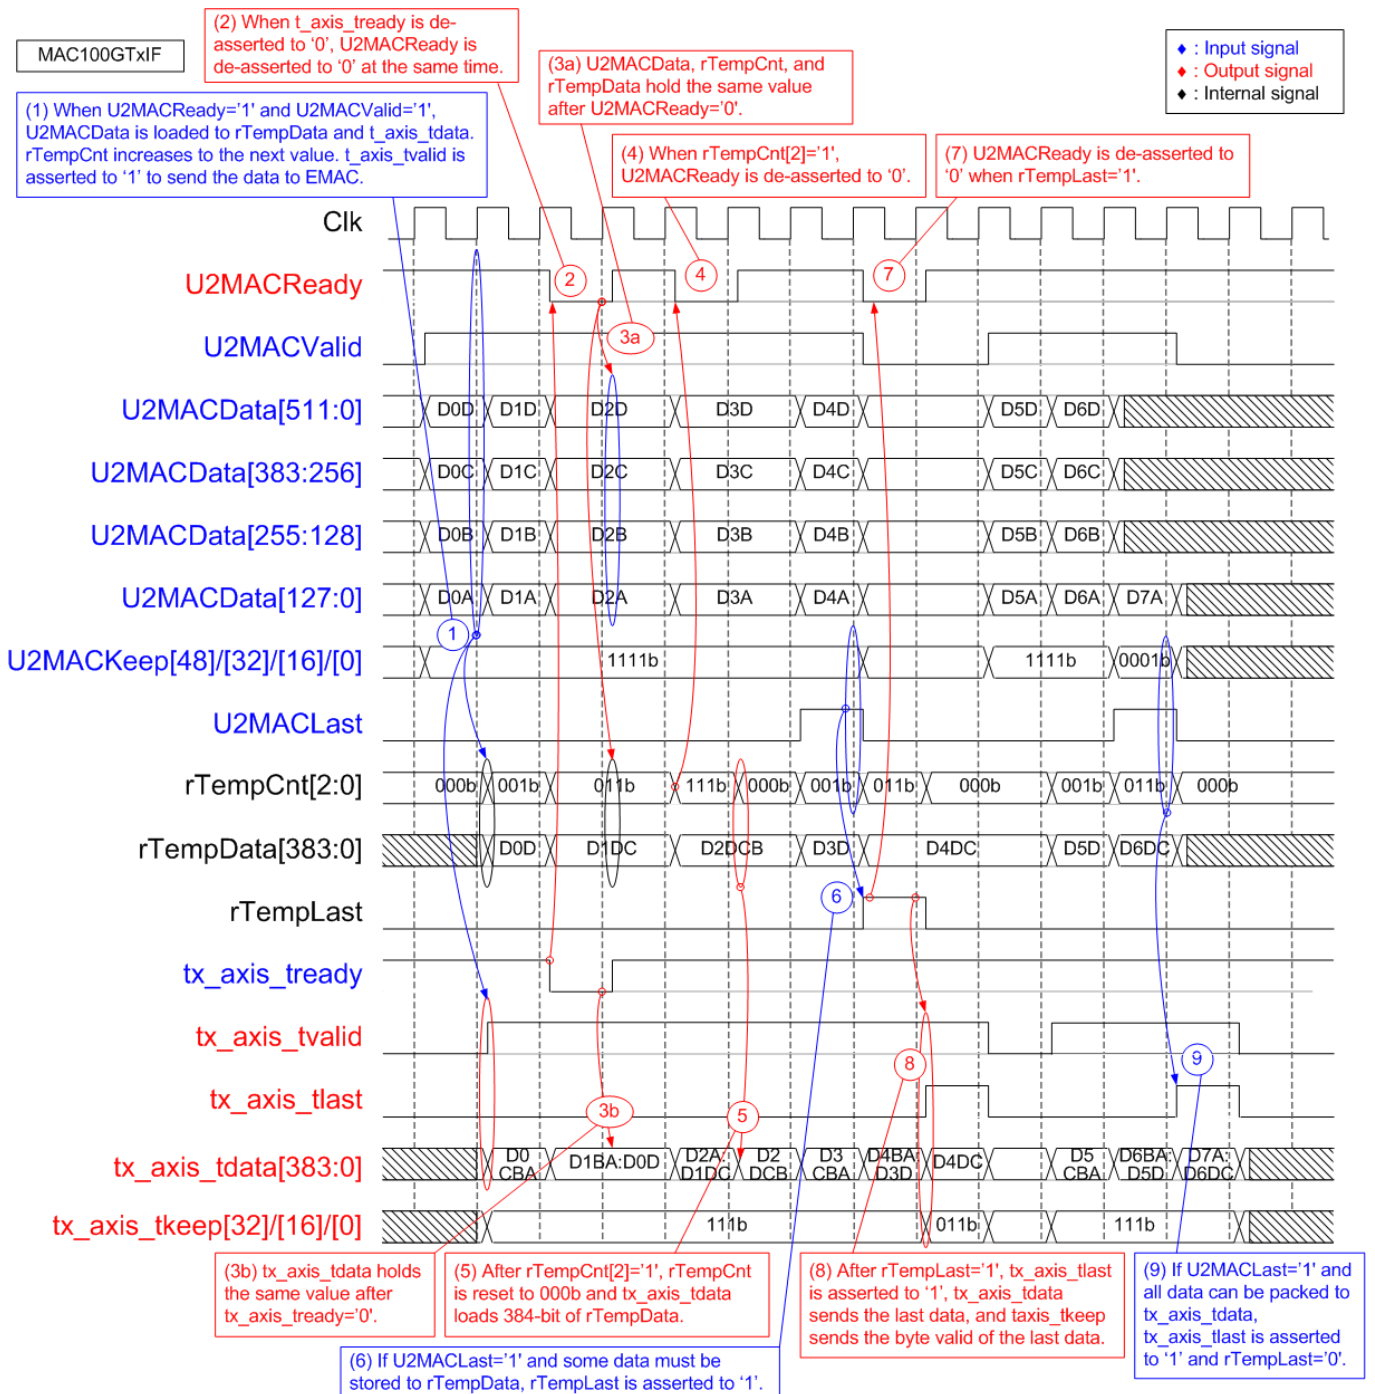 MAC100GTxIF
(2) When t_axis_tready is de-
asserted to ‘0’, U2MACReady is
de-asserted to ‘0’ at the same time.
(3a) U2MACData, rTempCnt, and
rTempData hold the same value
after U2MACReady=’0’.
♦ : Input signal
♦ : Output signal
♦ : Internal signal
(1) When U2MACReady=’1’ and U2MACValid=’1’,
U2MACData is loaded to rTempData and t_axis_tdata.
rTempCnt increases to the next value. t_axis_tvalid is
asserted to ‘1’ to send the data to EMAC.
(4) When rTempCnt[2]=’1’,
U2MACReady is de-asserted to ‘0’.
(7) U2MACReady is de-asserted to
‘0’ when rTempLast=’1’.
Clk
U2MACReady 2 4 7
U2MACValid 3a
U2MACData[511:0] D0D D1D D2D D3D D4D D5D D6D
U2MACData[383:256] D0C D1C D2C D3C D4C D5C D6C
U2MACData[255:128] D0B D1B D2B D3B D4B D5B D6B
U2MACData[127:0] D0A D1A D2A D3A D4A D5A D6A D7A
1
U2MACKeep[48]/[32]/[16]/[0] 1111b 1111b 0001b
U2MACLast
rTempCnt[2:0] 000b 001b 011b 111b 000b 001b 011b 000b 001b 011b 000b
rTempData[383:0] D0D D1DC D2DCB D3D D4DC D5D D6DC
rTempLast 6
tx_axis_tready
tx_axis_tvalid
8 9
tx_axis_tlast
3b 5
tx_axis_tdata[383:0] D0 CBA D1BA:D0D D2A: D1DC D2 DCB D3 CBA D4BA: D3D D4DC D5 CBA D6BA: D5D D7A: D6DC
tx_axis_tkeep[32]/[16]/[0] 111b 011b 111b
(3b) tx_axis_tdata holds
the same value after
tx_axis_tready=’0’.
(5) After rTempCnt[2]=’1’, rTempCnt
is reset to 000b and tx_axis_tdata
loads 384-bit of rTempData.
(8) After rTempLast=’1’, tx_axis_tlast
is asserted to ‘1’, tx_axis_tdata
sends the last data, and taxis_tkeep
sends the byte valid of the last data.
(9) If U2MACLast=’1’ and
all data can be packed to
tx_axis_tdata,
tx_axis_tlast is asserted
to ‘1’ and rTempLast=’0’.
(6) If U2MACLast=’1’ and some data must be
stored to rTempData, rTempLast is asserted to ‘1’.